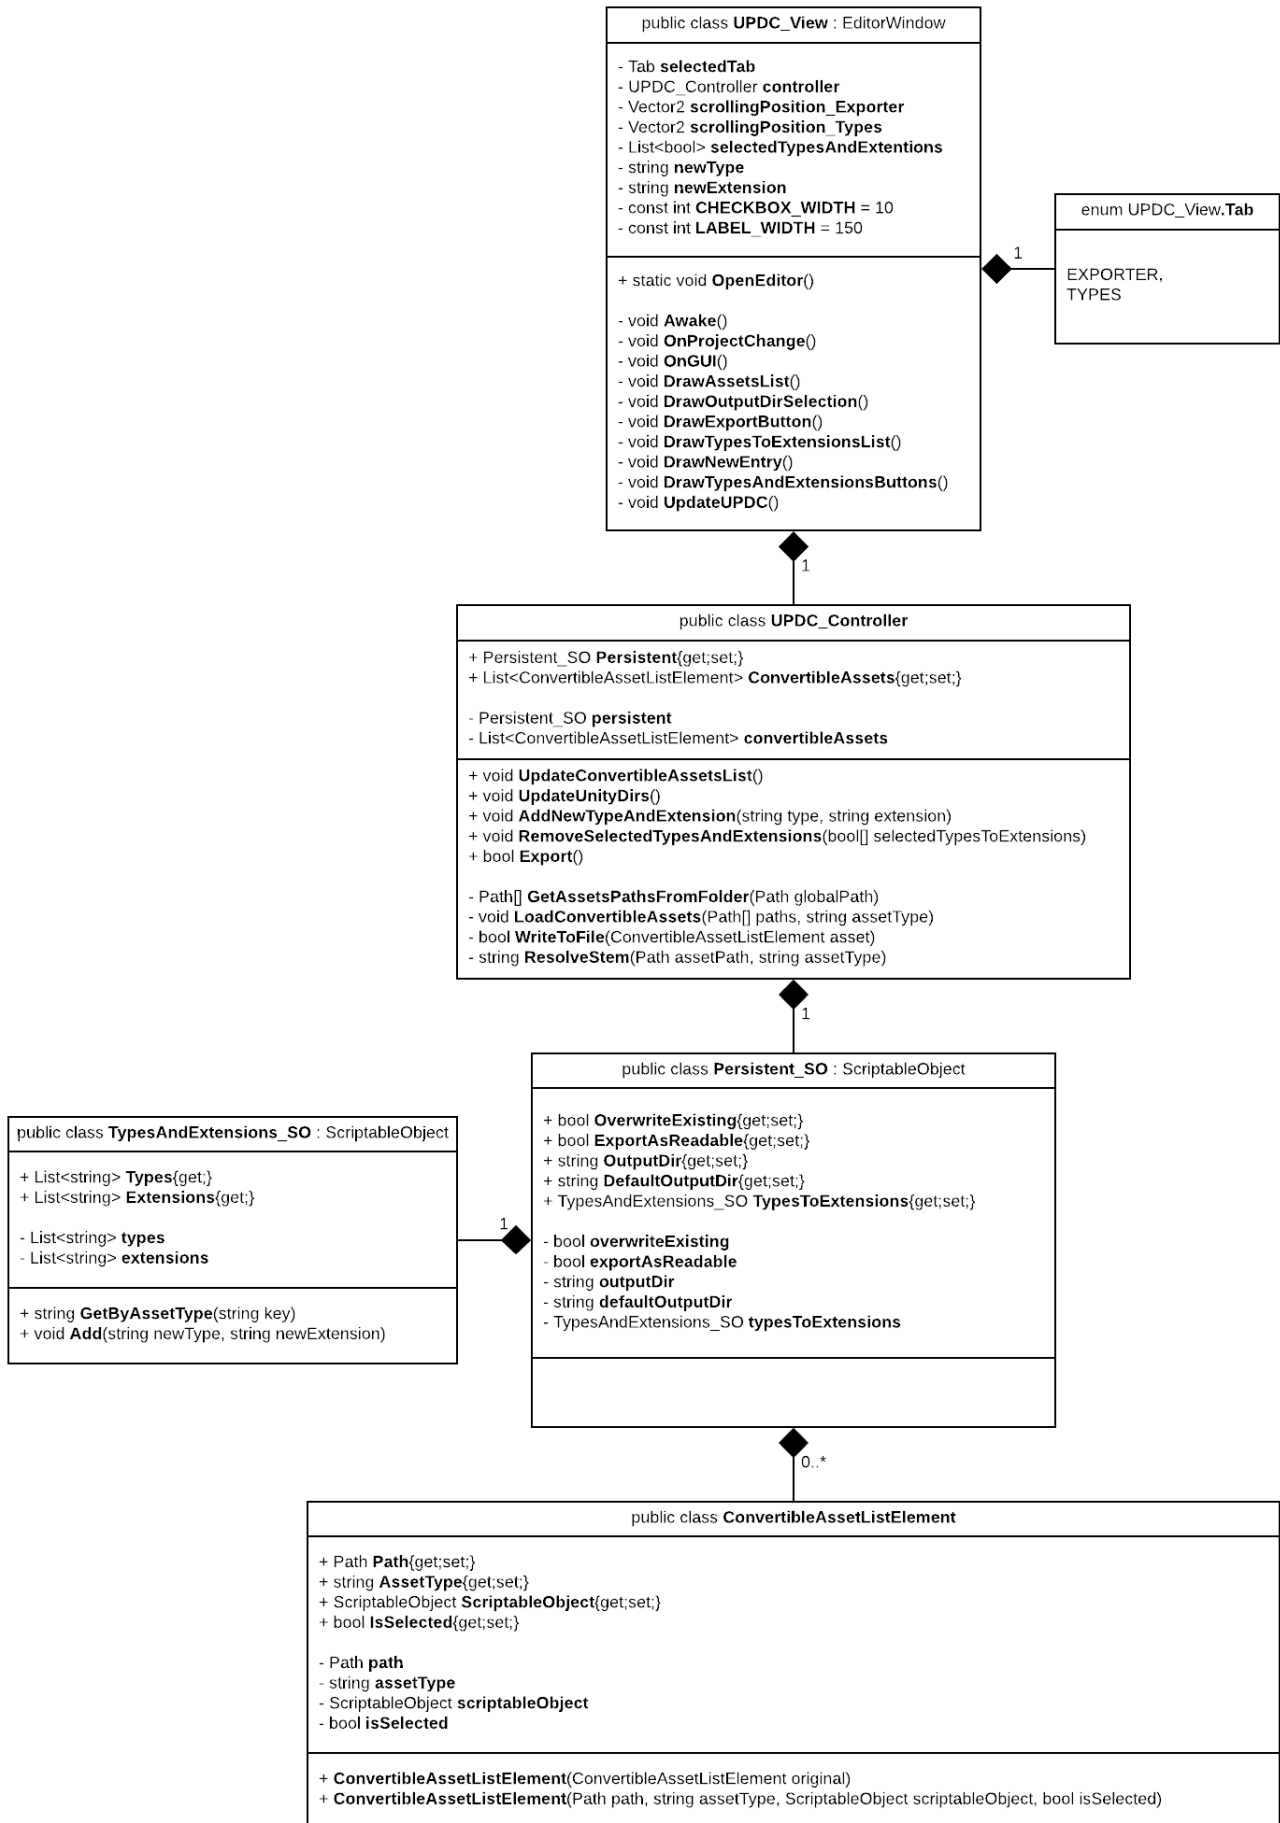 public class UPDC_View : EditorWindow
- Tab selectedTab
- UPDC_Controller controller
- Vector2 scrollingPosition_Exporter
- Vector2 scrollingPosition_Types
- List<bool> selectedTypesAndExtentions
- string newType
- string newExtension
- const int CHECKBOX_WIDTH = 10
- const int LABEL_WIDTH = 150
+ static void OpenEditor()
- void Awake()
- void OnProjectChange()
- void OnGUI()
- void DrawAssetsList()
- void DrawOutputDirSelection()
- void DrawExportButton()
- void DrawTypesToExtensionsList()
- void DrawNewEntry()
- void DrawTypesAndExtensionsButtons()
- void UpdateUPDC()
1
enum UPDC_View.Tab
EXPORTER,
TYPES
1
public class UPDC_Controller
+ Persistent_SO Persistent{get;set;}
+ List<ConvertibleAssetListElement> ConvertibleAssets{get;set;}
- Persistent_SO persistent
- List<ConvertibleAssetListElement> convertibleAssets
+ void UpdateConvertibleAssetsList()
+ void UpdateUnityDirs()
+ void AddNewTypeAndExtension(string type, string extension)
+ void RemoveSelectedTypesAndExtensions(bool[] selectedTypesToExtensions)
+ bool Export()
- Path[] GetAssetsPathsFromFolder(Path globalPath)
- void LoadConvertibleAssets(Path[] paths, string assetType)
- bool WriteToFile(ConvertibleAssetListElement asset)
- string ResolveStem(Path assetPath, string assetType)
1
public class Persistent_SO : ScriptableObject
+ bool OverwriteExisting{get;set;}
+ bool ExportAsReadable{get;set;}
+ string OutputDir{get;set;}
+ string DefaultOutputDir{get;set;}
+ TypesAndExtensions_SO TypesToExtensions{get;set;}
- bool overwriteExisting
- bool exportAsReadable
- string outputDir
- string defaultOutputDir
- TypesAndExtensions_SO typesToExtensions
public class TypesAndExtensions_SO : ScriptableObject
+ List<string> Types{get;}
+ List<string> Extensions{get;}
- List<string> types
- List<string> extensions
+ string GetByAssetType(string key)
+ void Add(string newType, string newExtension)
1
0..*
public class ConvertibleAssetListElement
+ Path Path{get;set;}
+ string AssetType{get;set;}
+ ScriptableObject ScriptableObject{get;set;}
+ bool IsSelected{get;set;}
- Path path
- string assetType
- ScriptableObject scriptableObject
- bool isSelected
+ ConvertibleAssetListElement(ConvertibleAssetListElement original)
+ ConvertibleAssetListElement(Path path, string assetType, ScriptableObject scriptableObject, bool isSelected)